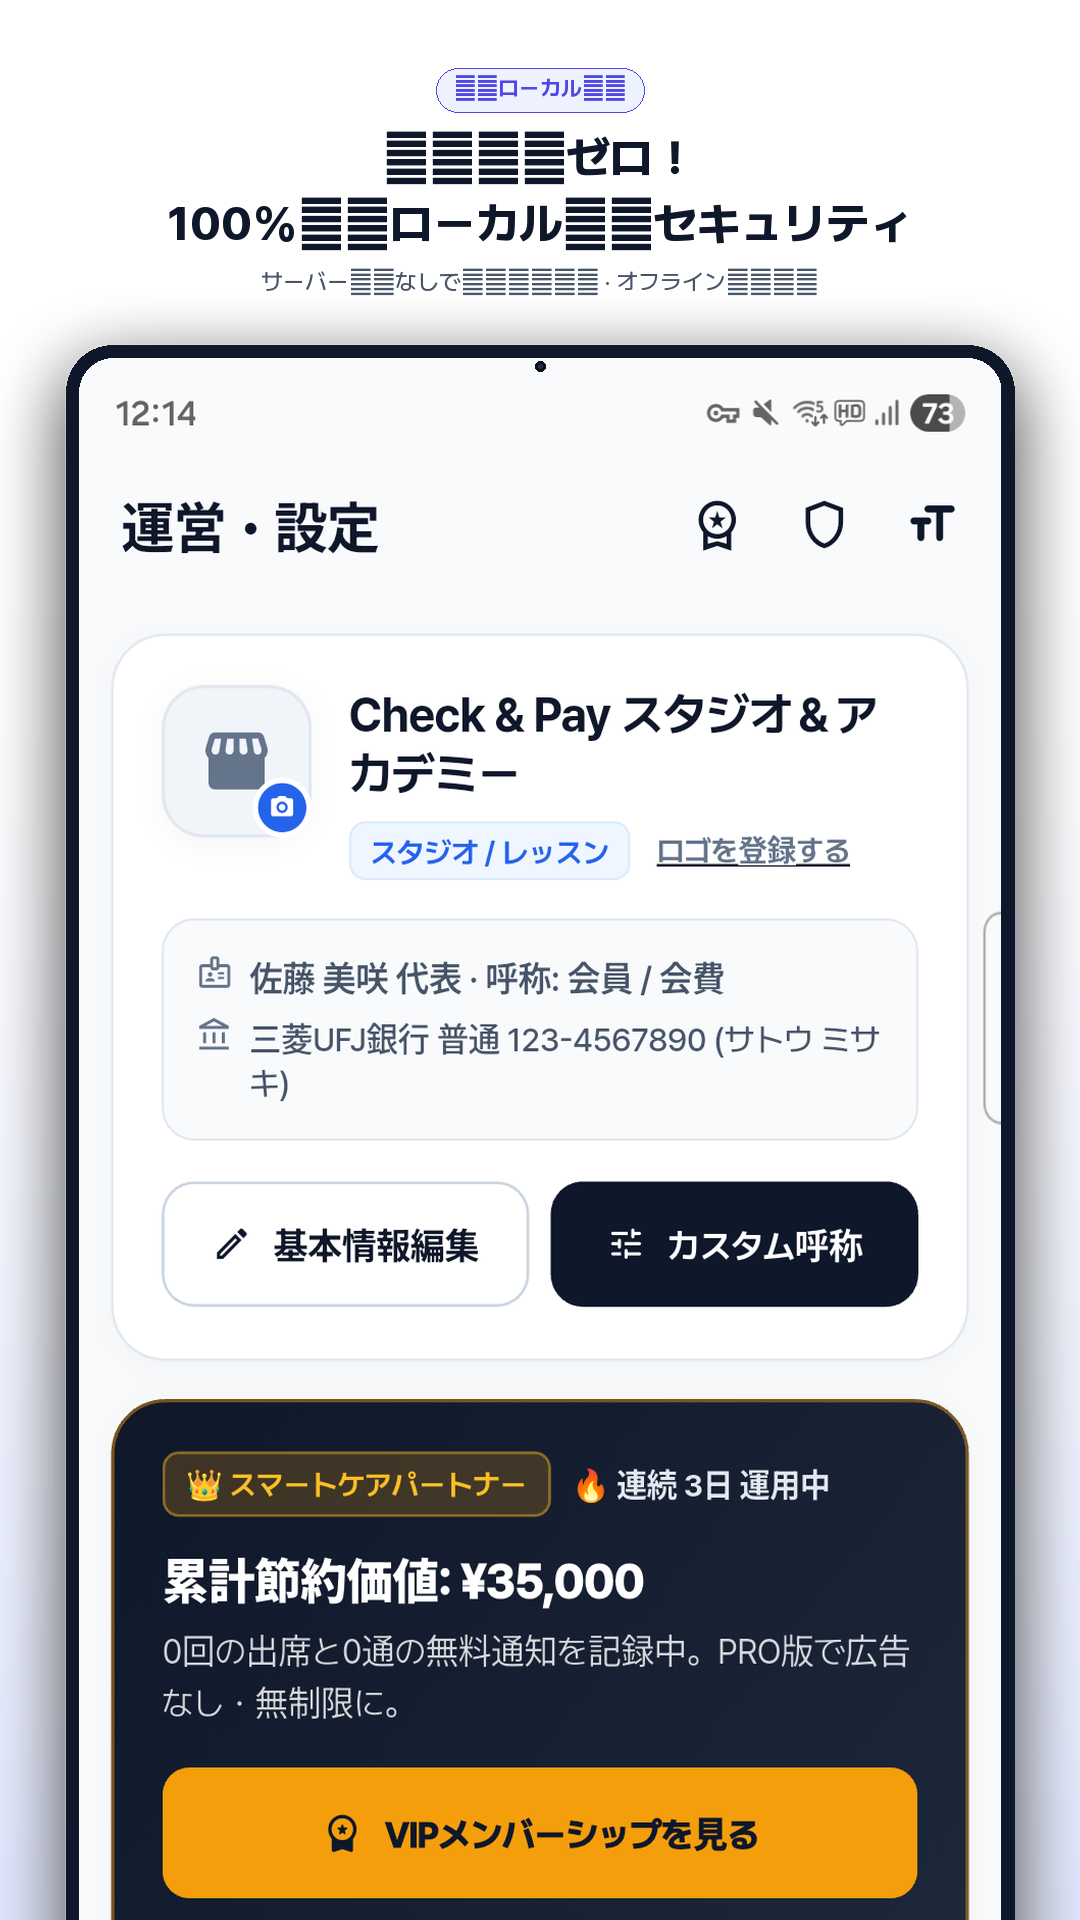 ローカル
ゼロ！
100%ローカルセキュリティ
サーバーなしで・オフライン
12:14
5
HD
73
運営・設定
TT
Check & Pay スタジオ & ア
カデミー
スタジオ / レッスン
ロゴを登録する
佐藤 美咲 代表 · 呼称: 会員 / 会費
三菱UFJ銀行 普通 123-4567890 (サトウ ミサ
キ)
基本情報編集
カスタム呼称
👑 スマートケアパートナー
🔥 連続 3日 運用中
累計節約価値: ¥35,000
0回の出席と0通の無料通知を記録中。PRO版で広告
なし・無制限に。
VIPメンバーシップを見る